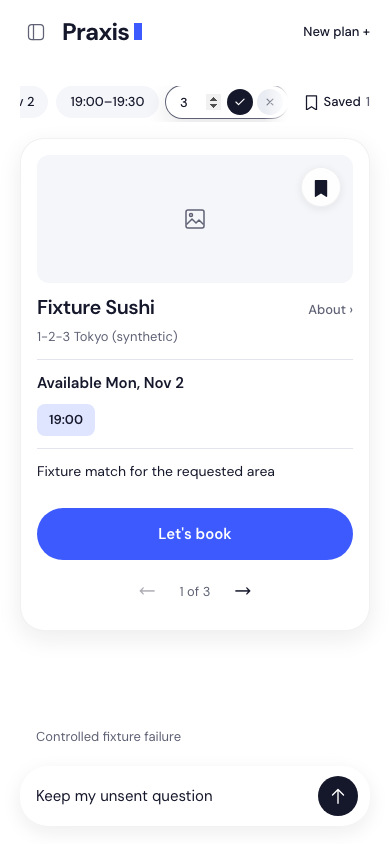 Praxis
New plan +
v 2
19:00–19:30
3
Saved 1
Fixture Sushi
About ›
1-2-3 Tokyo (synthetic)
Available Mon, Nov 2
19:00
Fixture match for the requested area
Let's book
← 1 of 3 →
Controlled fixture failure
Keep my unsent question